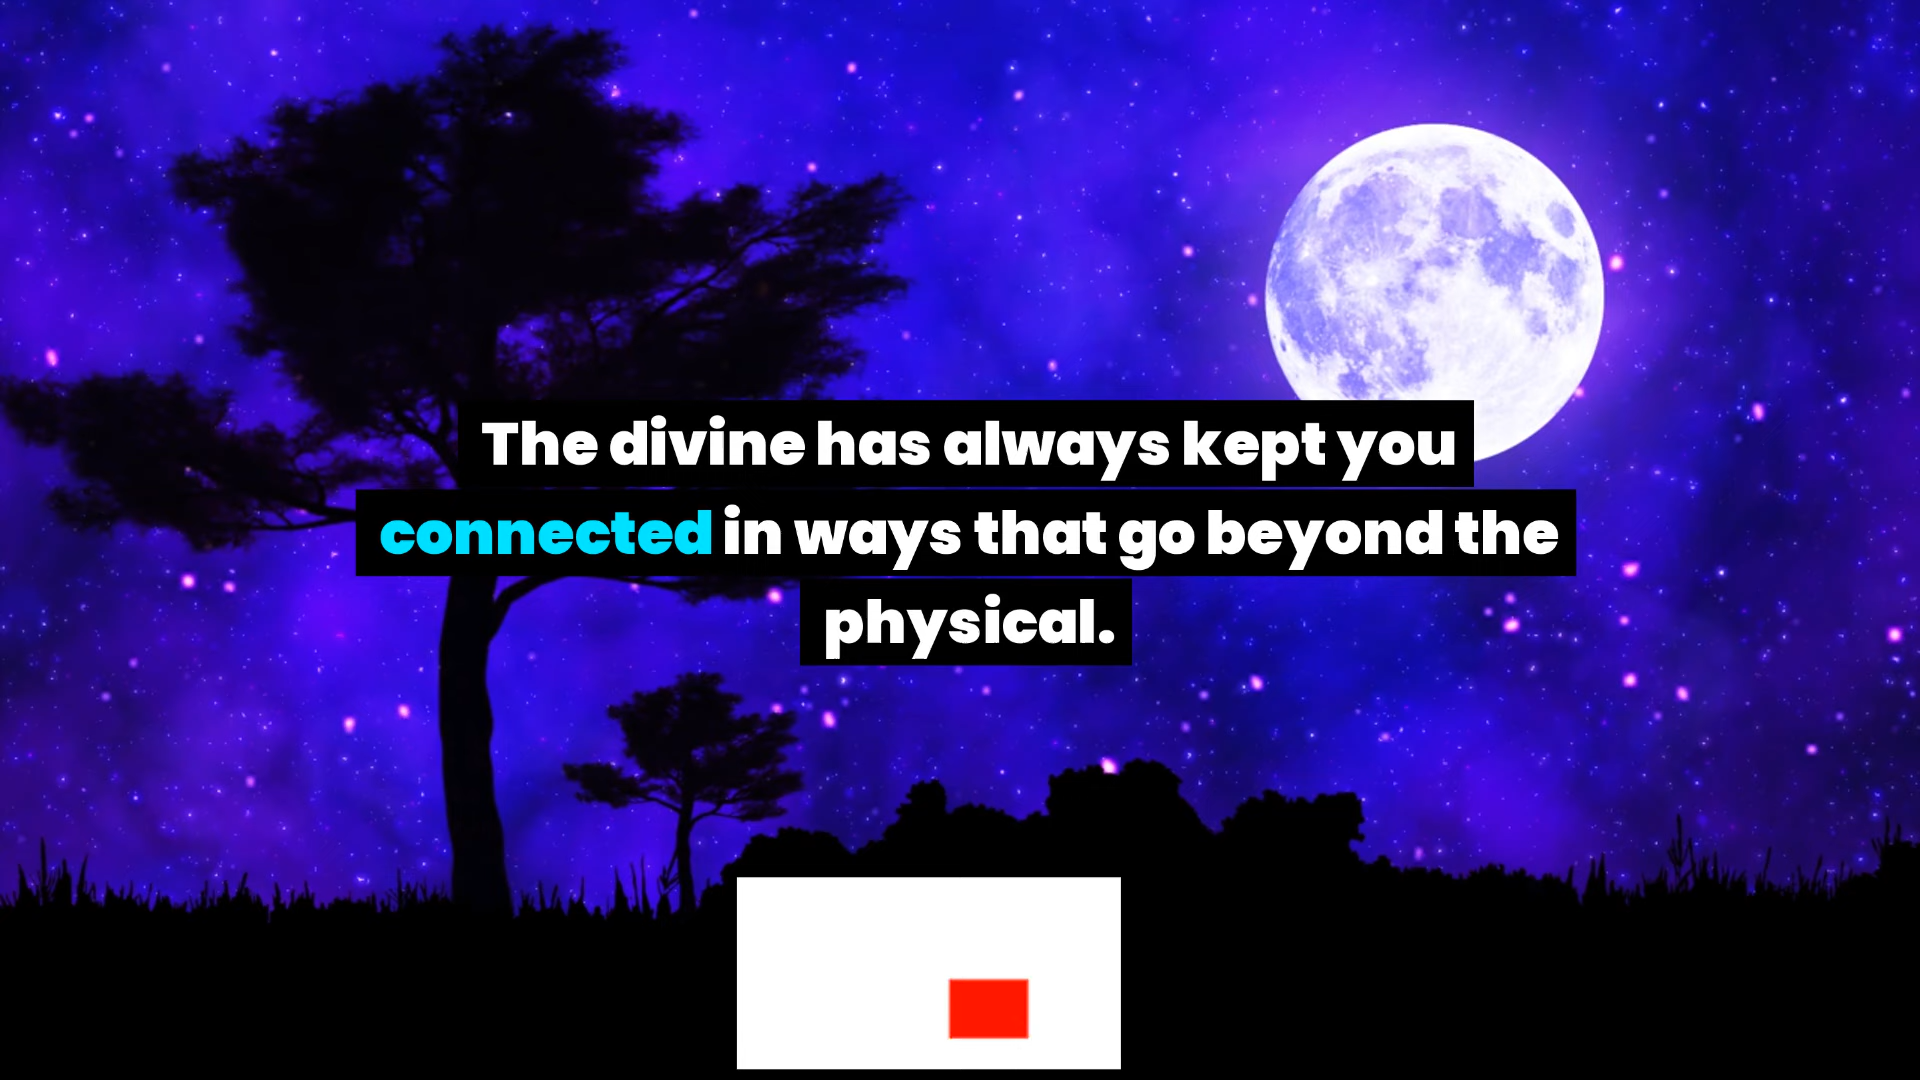 The divine has always kept you
connected in ways that go beyond the
physical.